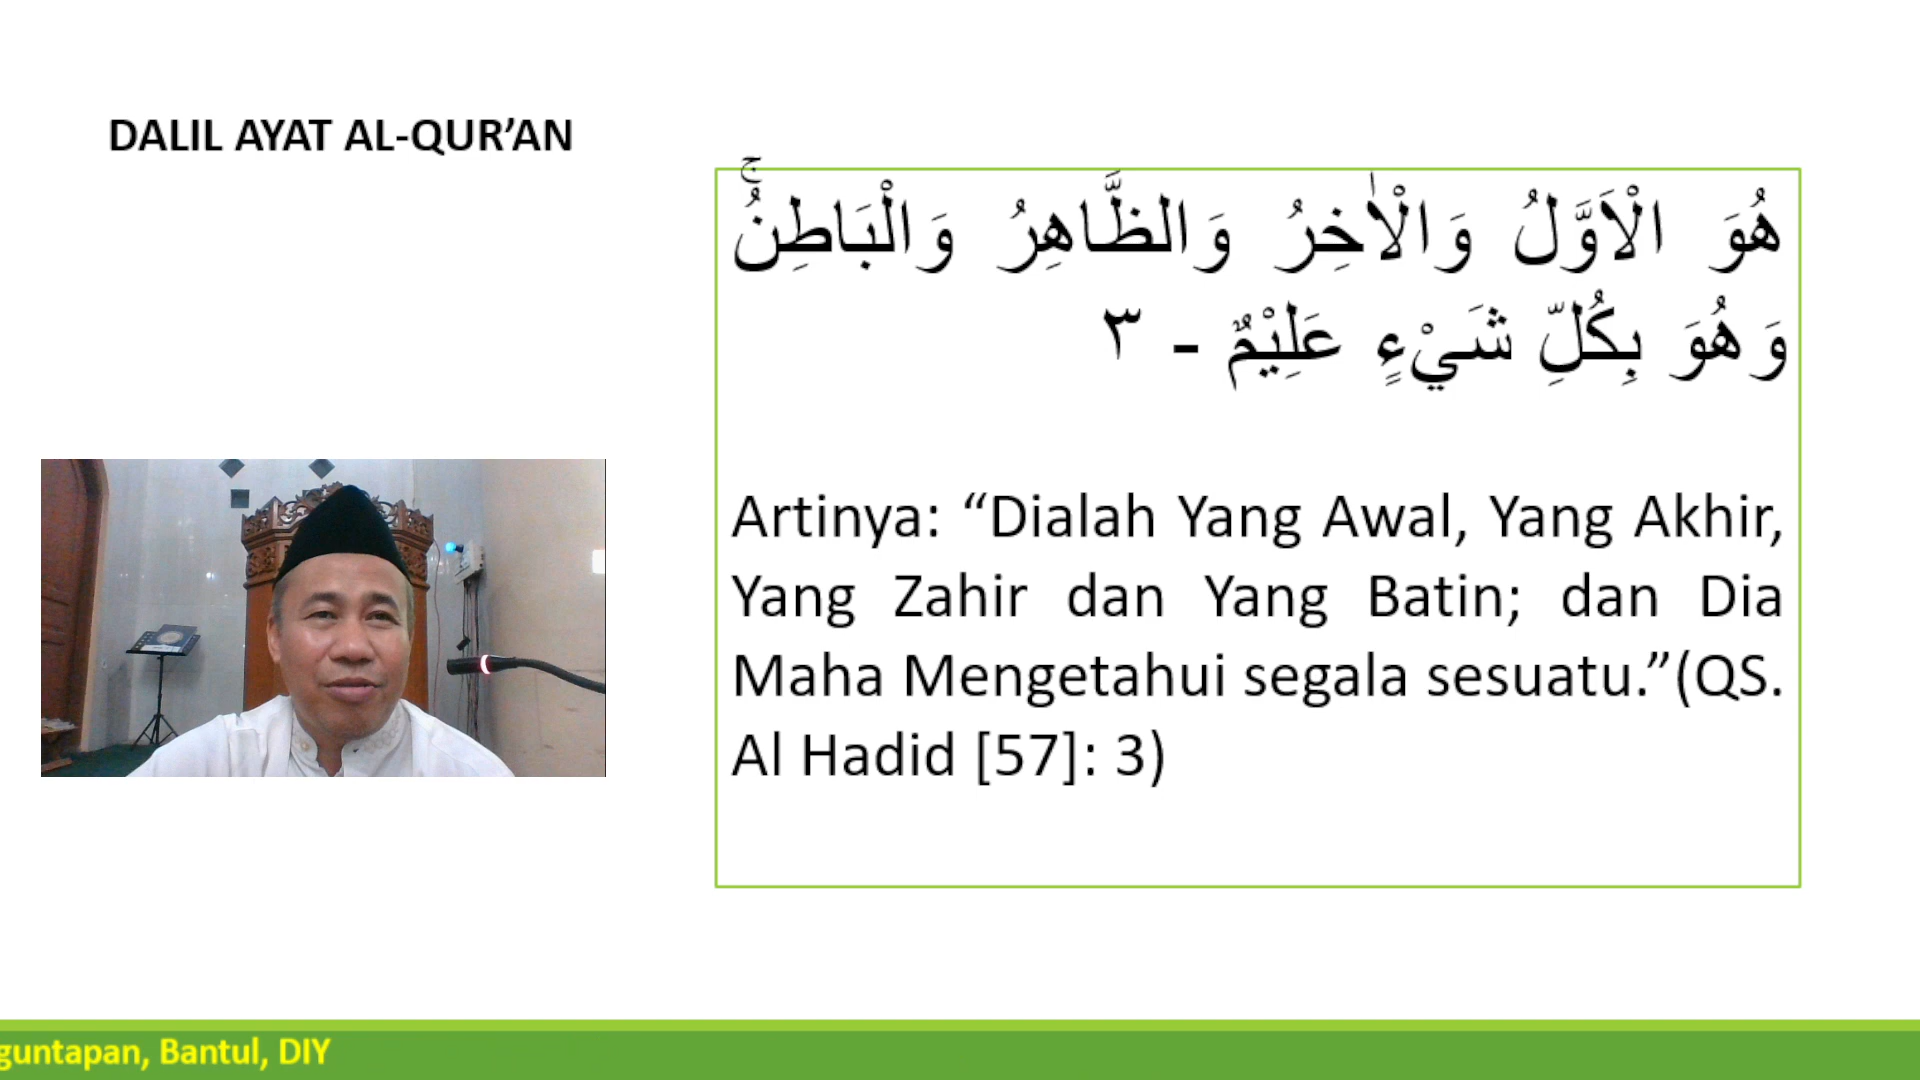 DALIL AYAT AL-QUR’AN
هُوَ الْاَوَّلُ وَالْاٰخِرُ وَالظَّاهِرُ وَالْبَاطِنُۚ
وَهُوَ بِكُلِّ شَيْءٍ عَلِيْمٌ - ٣
Artinya: “Dialah Yang Awal, Yang Akhir,
Yang Zahir dan Yang Batin; dan Dia
Maha Mengetahui segala sesuatu.”(QS.
Al Hadid [57]: 3)
guntapan, Bantul, DIY